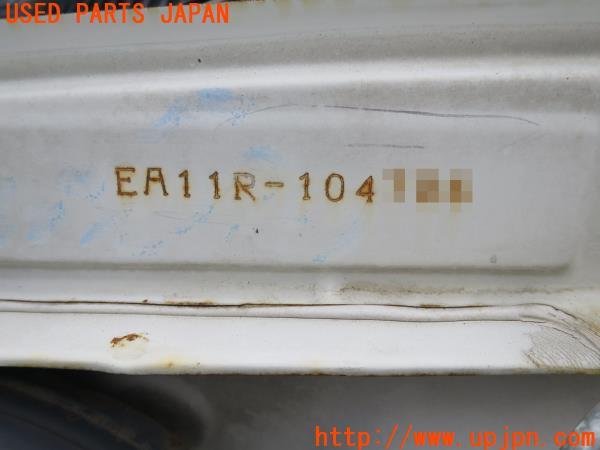 USED PARTS JAPAN
EA11R-104
http://www.upjpn.com